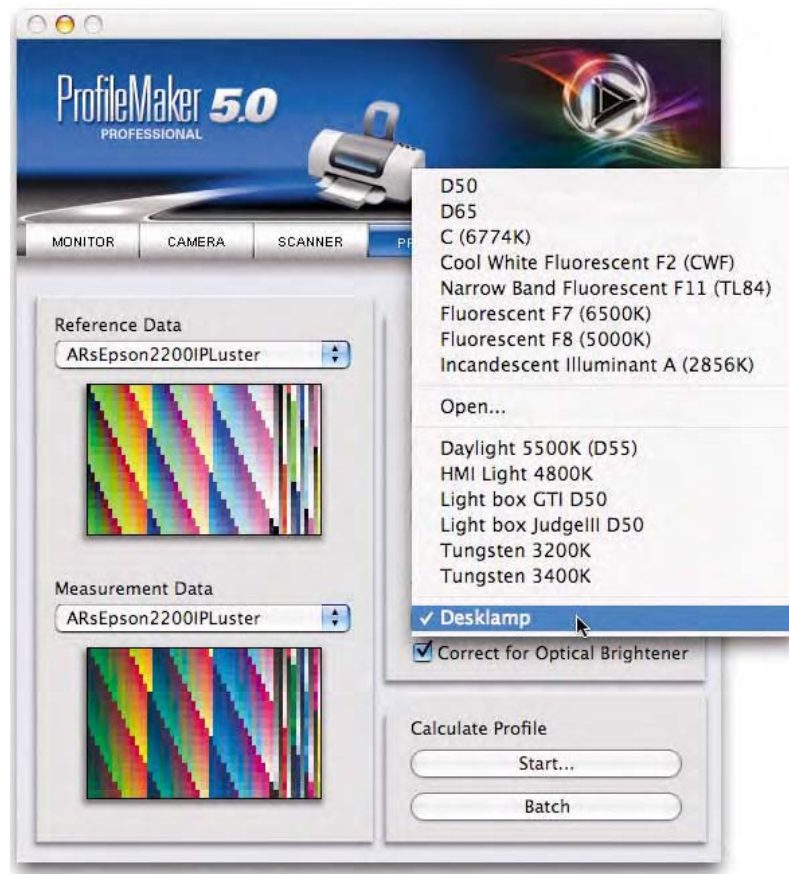 ProfileMaker 5.0
PROFESSIONAL
MONITOR
CAMERA
SCANNER
Reference Data
ARsEpson2200IPLuster
Measurement Data
ARsEpson2200IPLuster
D50
D65
C (6774K)
Cool White Fluorescent F2 (CWF)
Narrow Band Fluorescent F11 (TL84)
Fluorescent F7 (6500K)
Fluorescent F8 (5000K)
Incandescent Illuminant A (2856K)
Open...
Daylight 5500K (D55)
HMI Light 4800K
Light box GTI D50
Light box JudgeIII D50
Tungsten 3200K
Tungsten 3400K
✓ Desklamp
Correct for Optical Brightener
Calculate Profile
Start...
Batch